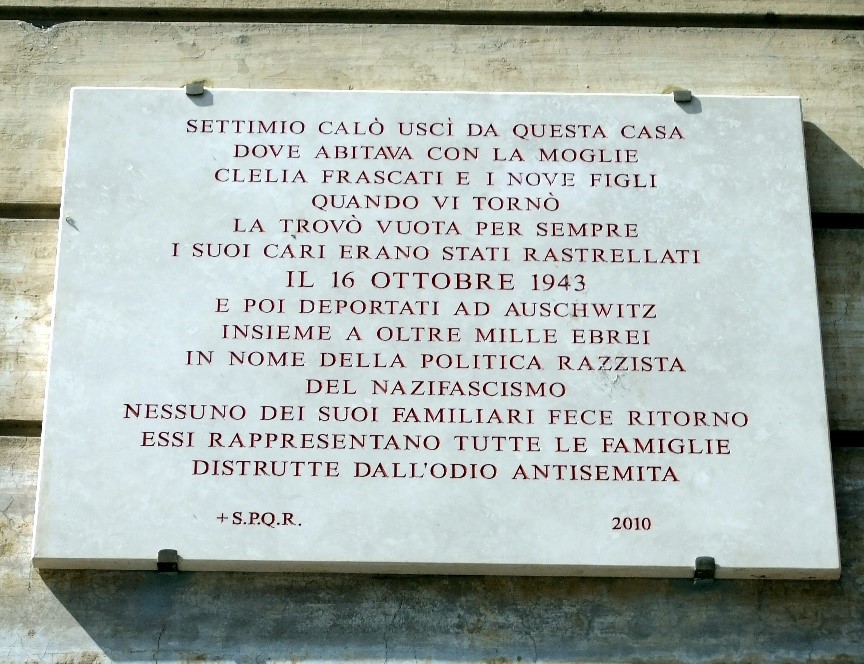 SETTIMIO CALÒ USCÌ DA QUESTA CASA
DOVE ABITAVA CON LA MOGLIE
CLELIA FRASCATI E I NOVE FIGLI
QUANDO VI TORNÒ
LA TROVÒ VUOTA PER SEMPRE
I SUOI CARI ERANO STATI RASTRELLATI
IL 16 OTTOBRE 1943
E POI DEPORTATI AD AUSCHWITZ
INSIEME A OLTRE MILLE EBREI
IN NOME DELLA POLITICA RAZZISTA
DEL NAZIFASCISMO
NESSUNO DEI SUOI FAMILIARI FECE RITORNO
ESSI RAPPRESENTANO TUTTE LE FAMIGLIE
DISTRUTTE DALL'ODIO ANTISEMITA
+S.P.Q.R. 2010